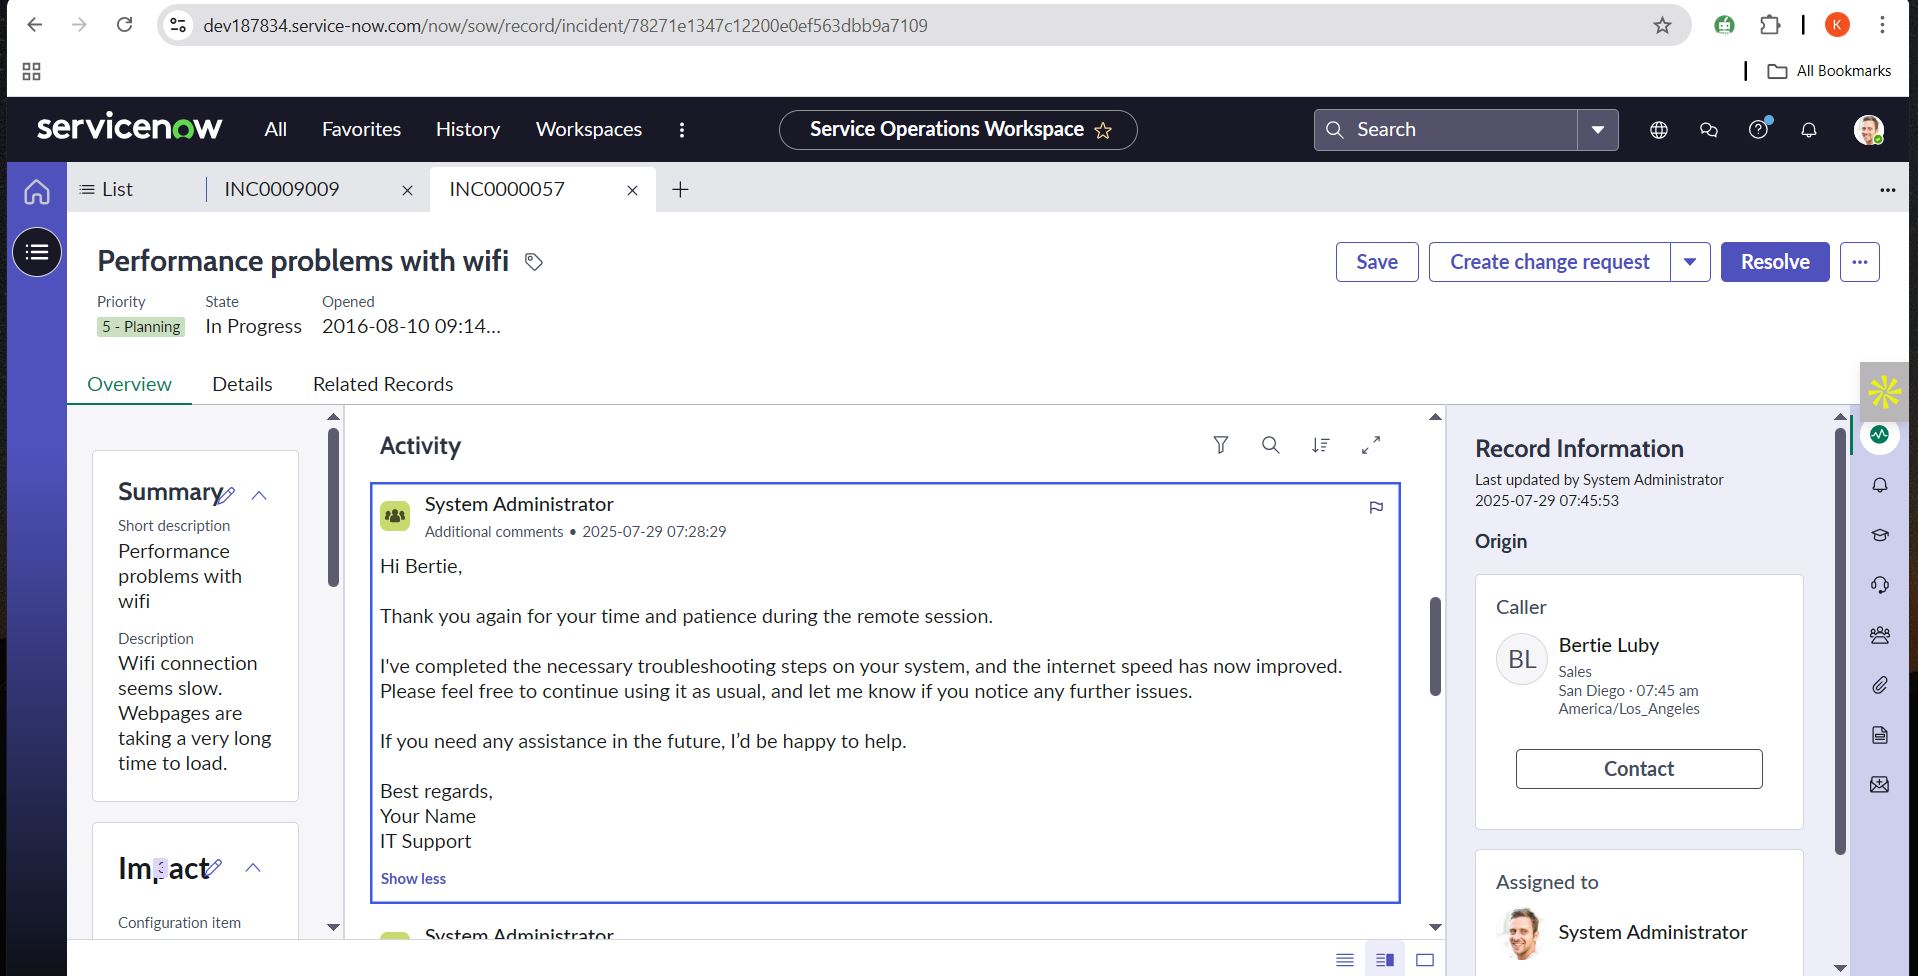 dev187834.service-now.com/now/sow/record/incident/78271e1347c12200e0ef563dbb9a7109
K
All Bookmarks
servicenow
All
Favorites
History
Workspaces
Service Operations Workspace
Search
List
INC0009009
INC0000057
Performance problems with wifi
Save
Create change request
Resolve
Priority
State
Opened
5 - Planning
In Progress
2016-08-10 09:14...
Overview
Details
Related Records
Summary
Short description
Performance
problems with
wifi
Description
Wifi connection
seems slow.
Webpages are
taking a very long
time to load.
Impact
3
Configuration item
Activity
System Administrator
Additional comments • 2025-07-29 07:28:29
Hi Bertie,
Thank you again for your time and patience during the remote session.
I've completed the necessary troubleshooting steps on your system, and the internet speed has now improved.
Please feel free to continue using it as usual, and let me know if you notice any further issues.
If you need any assistance in the future, I’d be happy to help.
Best regards,
Your Name
IT Support
Show less
System Administrator
Record Information
Last updated by System Administrator
2025-07-29 07:45:53
Origin
Caller
BL
Bertie Luby
Sales
San Diego · 07:45 am
America/Los_Angeles
Contact
Assigned to
System Administrator